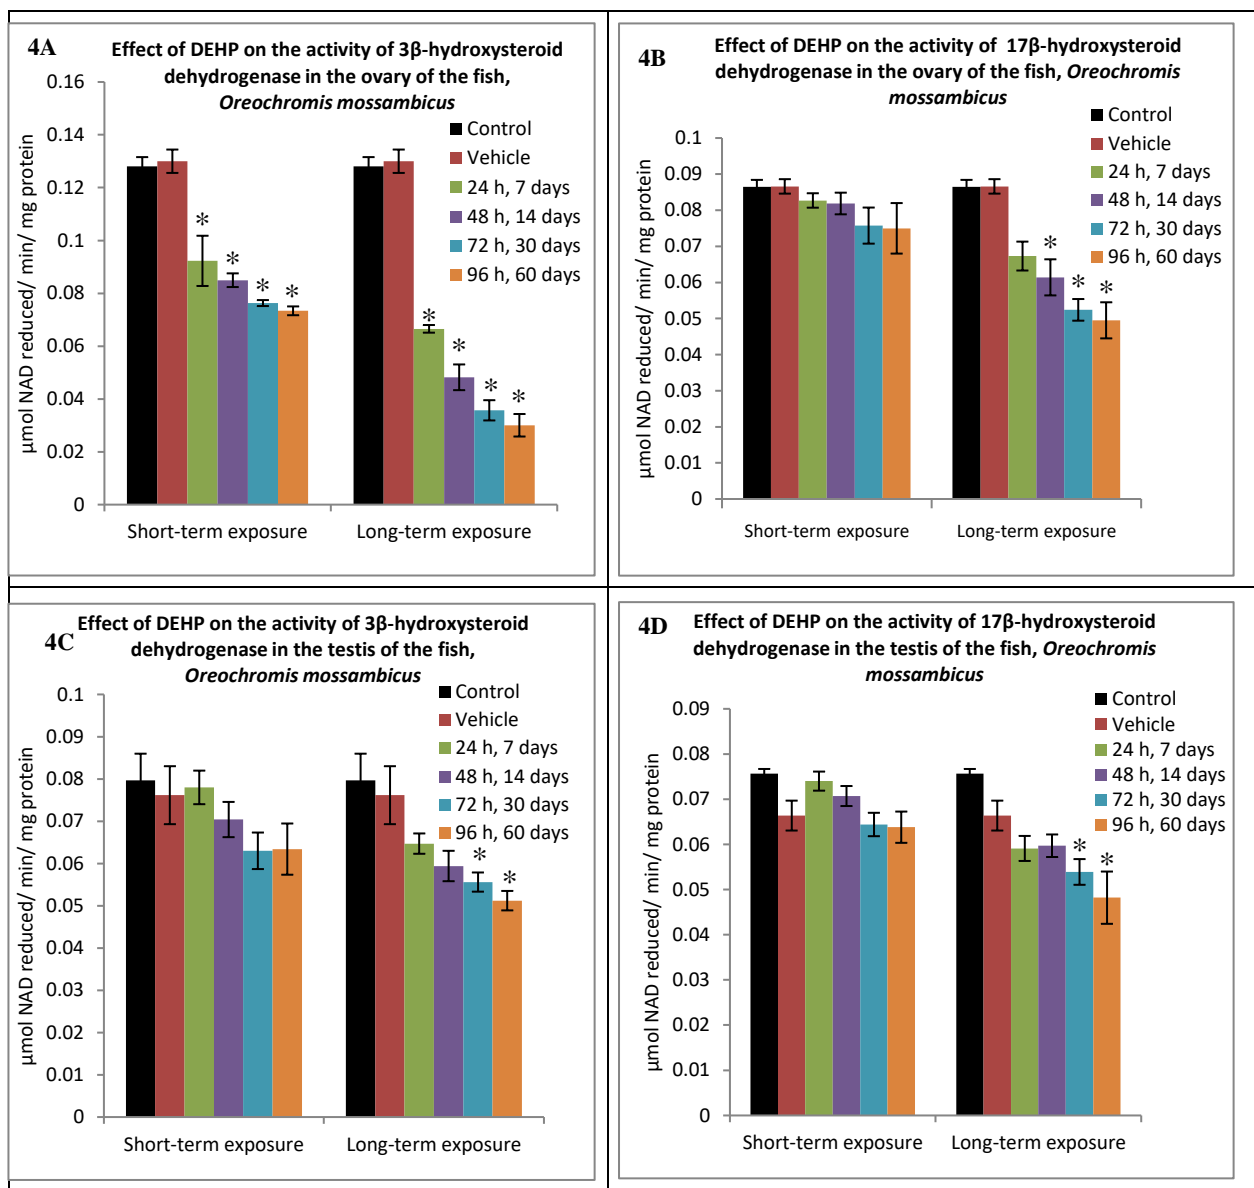 4A
Effect of DEHP on the activity of 3β-hydroxysteroid
dehydrogenase in the ovary of the fish,
Oreochromis mossambicus
µmol NAD reduced/ min/ mg protein
0.16
0.14
0.12
0.1
0.08
0.06
0.04
0.02
0
Control
Vehicle
24 h, 7 days
48 h, 14 days
72 h, 30 days
96 h, 60 days
* * * *
* * * *
Short-term exposure
Long-term exposure
4B
Effect of DEHP on the activity of 17β-hydroxysteroid
dehydrogenase in the ovary of the fish, Oreochromis
mossambicus
µmol NAD reduced/ min/ mg protein
0.1
0.09
0.08
0.07
0.06
0.05
0.04
0.03
0.02
0.01
0
Control
Vehicle
24 h, 7 days
48 h, 14 days
72 h, 30 days
96 h, 60 days
* * *
Short-term exposure
Long-term exposure
4C
Effect of DEHP on the activity of 3β-hydroxysteroid
dehydrogenase in the testis of the fish,
Oreochromis mossambicus
µmol NAD reduced/ min/ mg protein
0.1
0.09
0.08
0.07
0.06
0.05
0.04
0.03
0.02
0.01
0
Control
Vehicle
24 h, 7 days
48 h, 14 days
72 h, 30 days
96 h, 60 days
* *
Short-term exposure
Long-term exposure
4D
Effect of DEHP on the activity of 17β-hydroxysteroid
dehydrogenase in the testis of the fish, Oreochromis
mossambicus
µmol NAD reduced/ min/ mg protein
0.09
0.08
0.07
0.06
0.05
0.04
0.03
0.02
0.01
0
Control
Vehicle
24 h, 7 days
48 h, 14 days
72 h, 30 days
96 h, 60 days
* *
Short-term exposure
Long-term exposure